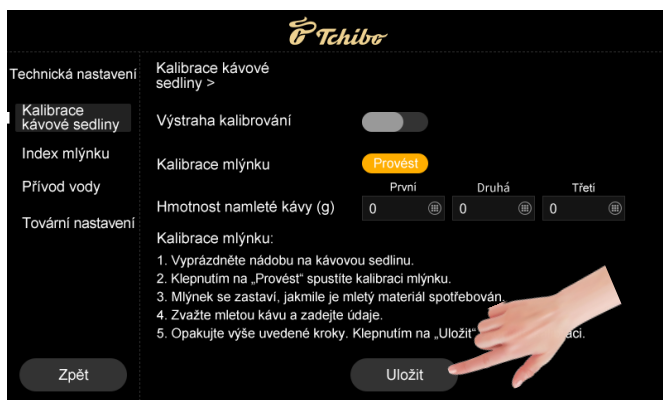 Tchibo
Technická nastavení
Kalibrace
kávové sedliny
Index mlýnku
Přívod vody
Tovární nastavení
Zpět
Kalibrace kávové
sedliny >
Výstraha kalibrování
Kalibrace mlýnku
Provést
První Druhá Třetí
Hmotnost namleté kávy (g) 0 0 0
Kalibrace mlýnku:
1. Vyprázdněte nádobu na kávovou sedlinu.
2. Klepnutím na „Provést“ spustíte kalibraci mlýnku.
3. Mlýnek se zastaví, jakmile je mletý materiál spotřebován.
4. Zvažte mletou kávu a zadejte údaje.
5. Opakujte výše uvedené kroky. Klepnutím na „Uložit“
Uložit